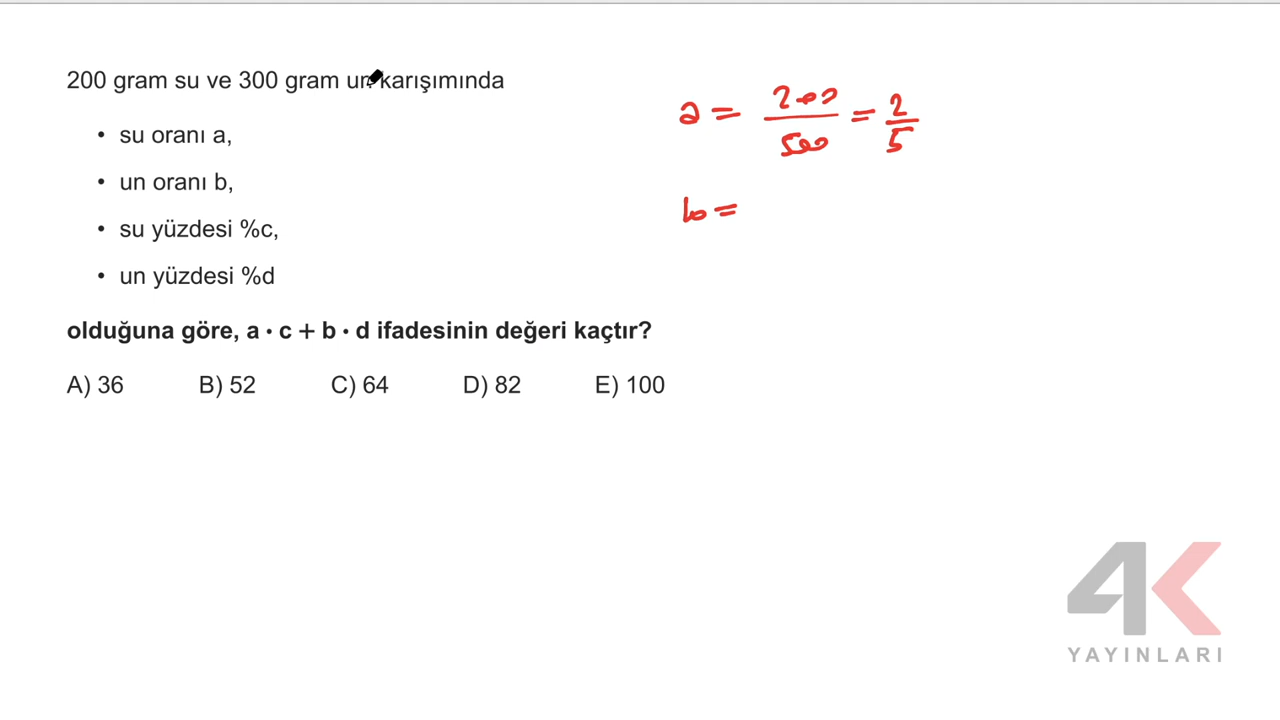 200 gram su ve 300 gram un karışımında
• su oranı a,
• un oranı b,
• su yüzdesi %c,
• un yüzdesi %d
olduğuna göre, a • c + b • d ifadesinin değeri kaçtır?
A) 36 B) 52 C) 64 D) 82 E) 100
a = 200/500 = 2/5
b =
4K
YAYINLARI